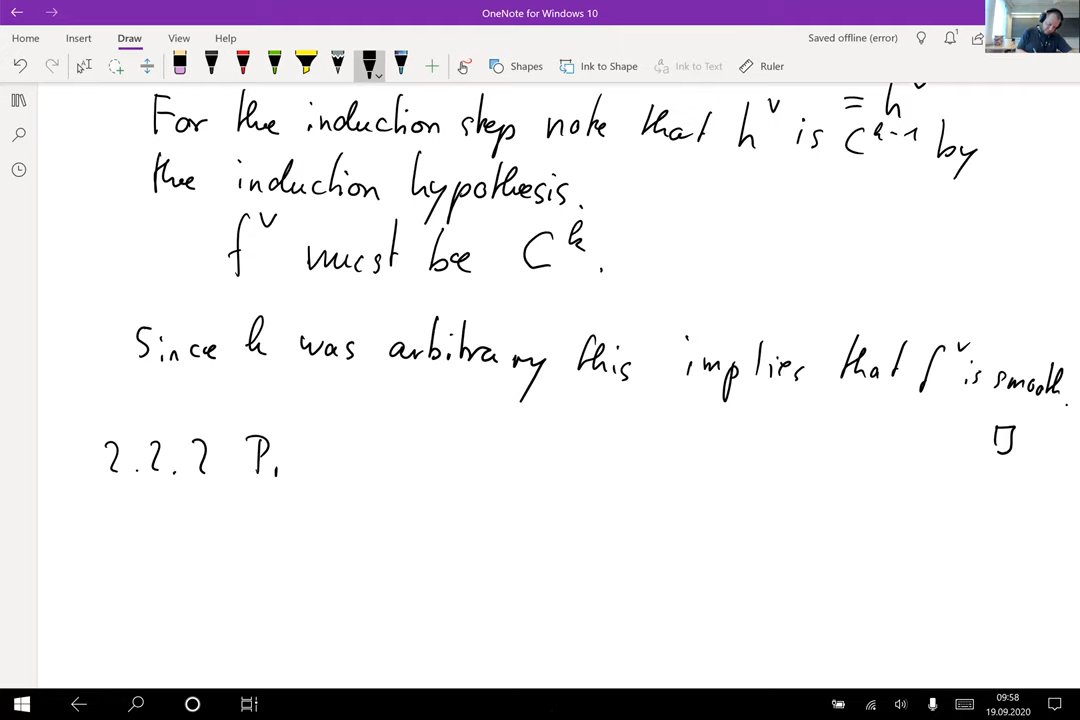 OneNote for Windows 10
Home Insert Draw View Help
Saved offline (error)
Shapes Ink to Shape Ink to Text Ruler
= h^v
For the induction step note that h^v is C^{k-1} by
the induction hypothesis.
f^v must be C^k.
Since k was arbitrary this implies that f^v is smooth.
2.2.2 P
09:58
19.09.2020